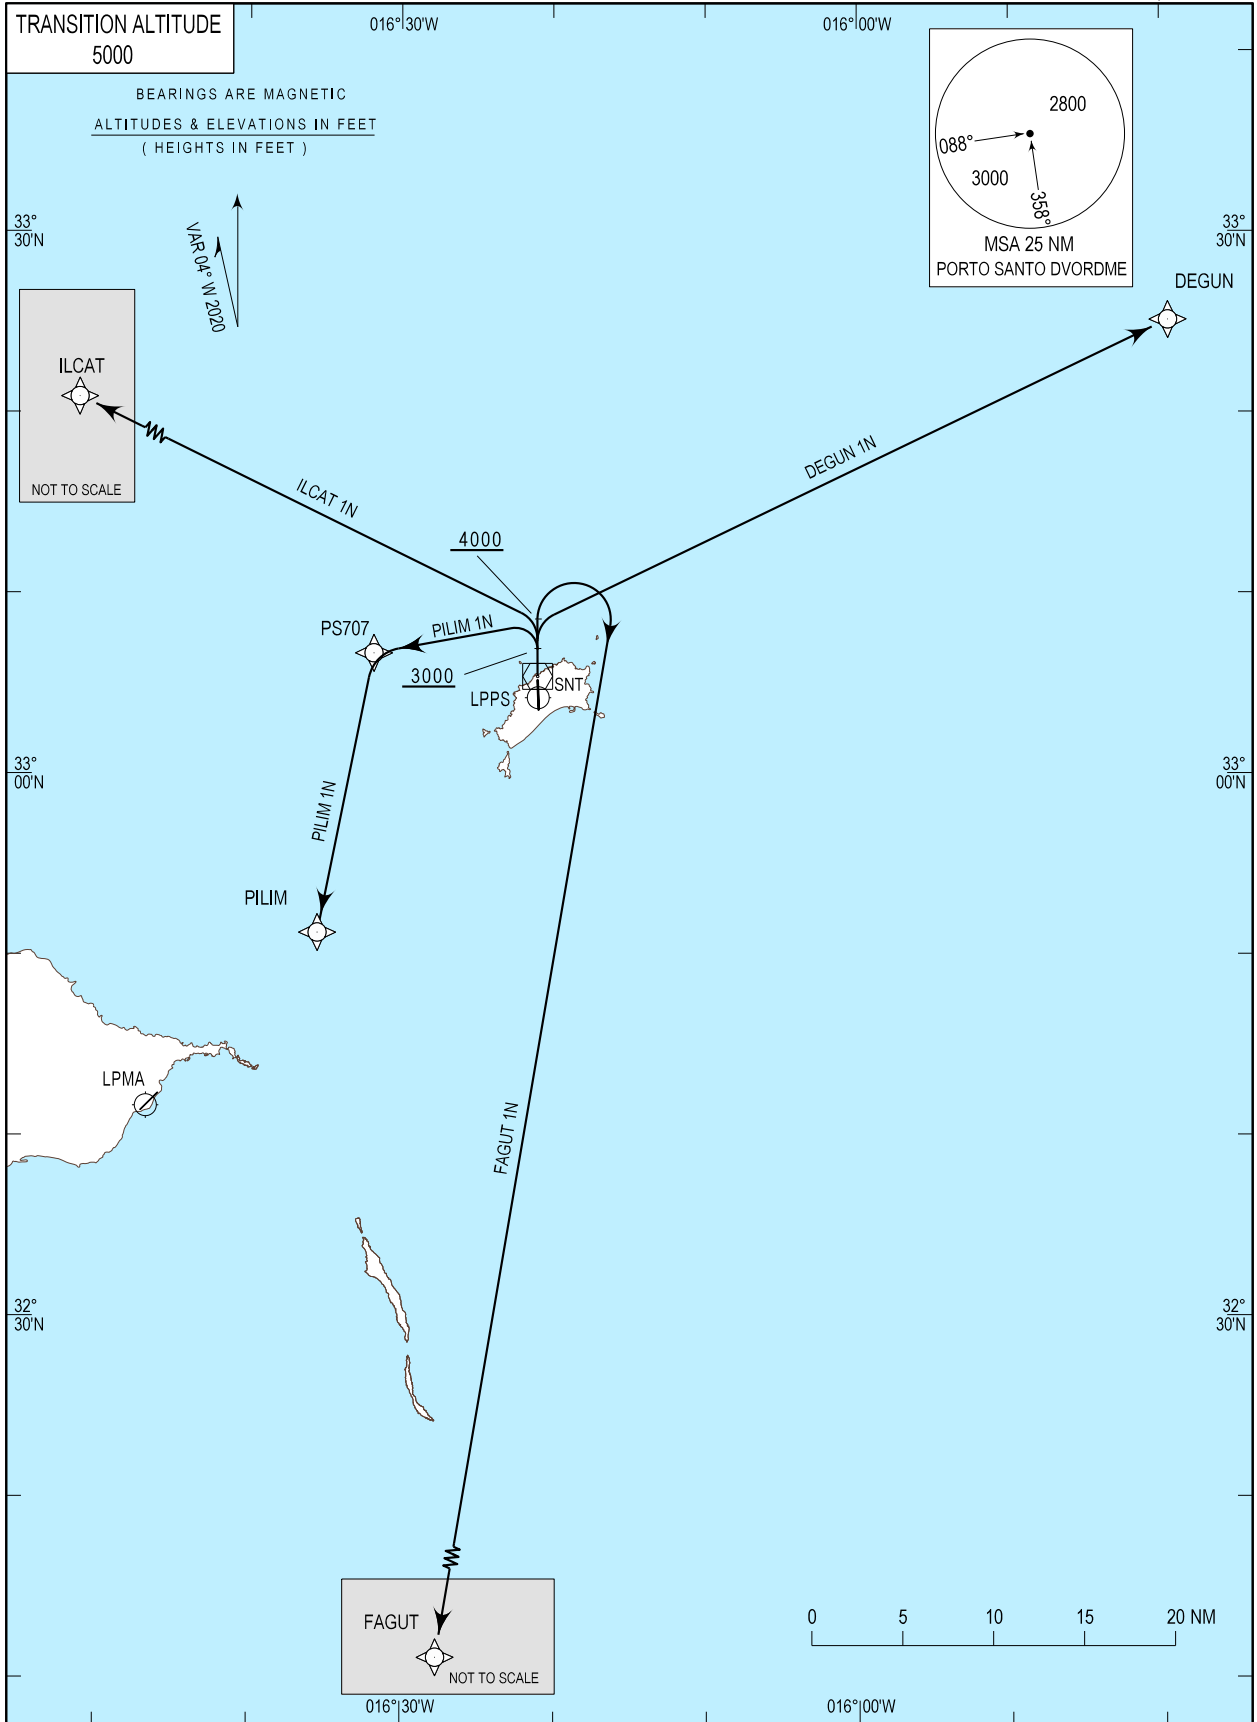 TRANSITION ALTITUDE
5000
016°30'W
016°00'W
BEARINGS ARE MAGNETIC
ALTITUDES & ELEVATIONS IN FEET
( HEIGHTS IN FEET )
2800
088°
3000
358°
MSA 25 NM
PORTO SANTO DVORDME
33°
30'N
33°
30'N
VAR 04° W 2020
DEGUN
ILCAT
NOT TO SCALE
DEGUN 1N
ILCAT 1N
4000
PS707
PILIM 1N
3000
LPPS
SNT
33°
00'N
33°
00'N
PILIM 1N
PILIM
LPMA
FAGUT 1N
32°
30'N
32°
30'N
FAGUT
NOT TO SCALE
0 5 10 15 20 NM
016°30'W
016°00'W